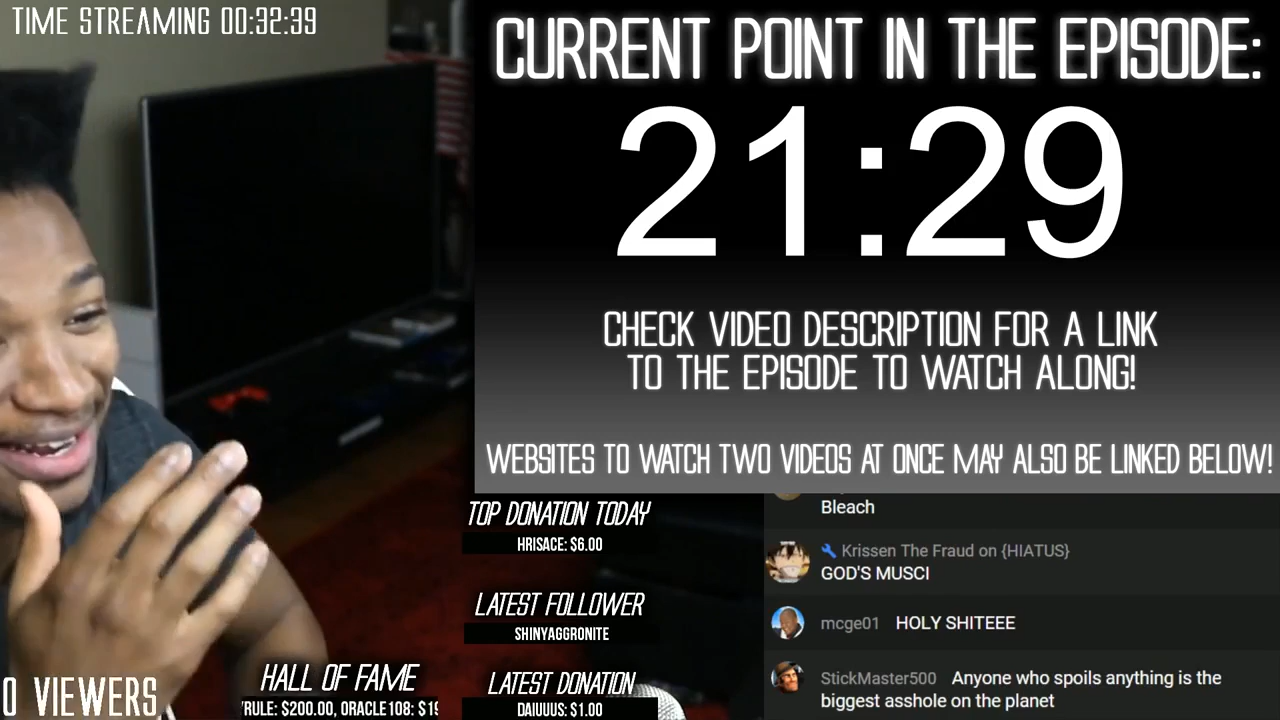 TIME STREAMING 00:32:39
CURRENT POINT IN THE EPISODE:
21:29
CHECK VIDEO DESCRIPTION FOR A LINK
TO THE EPISODE TO WATCH ALONG!
WEBSITES TO WATCH TWO VIDEOS AT ONCE MAY ALSO BE LINKED BELOW!
TOP DONATION TODAY
HRISACE: $6.00
LATEST FOLLOWER
SHINYAGGRONITE
LATEST DONATION
DAIUUUS: $1.00
HALL OF FAME
RULE: $200.00, ORACLE108: $19
0 VIEWERS
Bleach
Krissen The Fraud on {HIATUS}
GOD'S MUSCI
mcge01 HOLY SHITEEE
StickMaster500 Anyone who spoils anything is the
biggest asshole on the planet